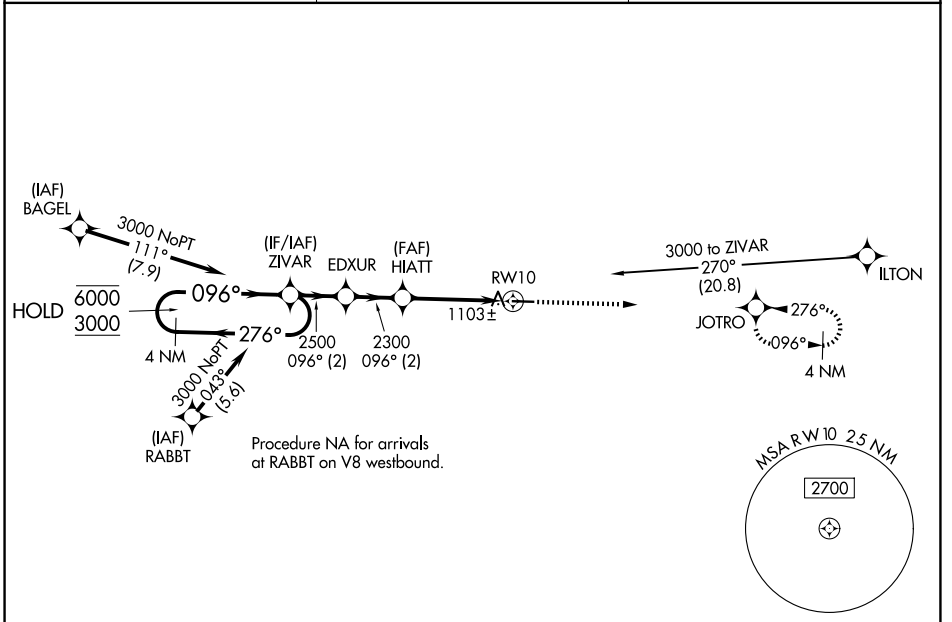 (IAF)
BAGEL
3000 NoPT
111°
(7.9)
(IF/IAF)
ZIVAR
EDXUR
(FAF)
HIATT
RW10
1103±
3000 to ZIVAR
270°
(20.8)
ILTON
HOLD
6000
3000
096°
276°
4 NM
2500
096° (2)
2300
096° (2)
JOTRO
276°
096°
4 NM
3000 NoPT
043°
(5.6)
(IAF)
RABBT
Procedure NA for arrivals
at RABBT on V8 westbound.
MSA RW10 25 NM
2700